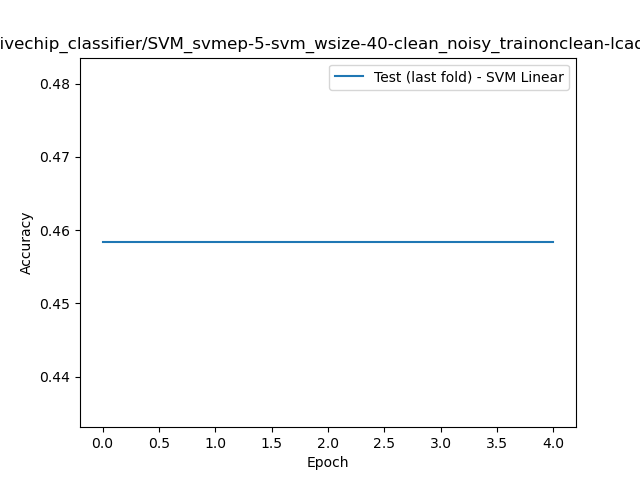 ivechip_classifier/SVM_svmep-5-svm_wsize-40-clean_noisy_trainonclean-lcac
Test (last fold) - SVM Linear
0.48
0.47
0.46
0.45
0.44
Accuracy
0.0 0.5 1.0 1.5 2.0 2.5 3.0 3.5 4.0
Epoch